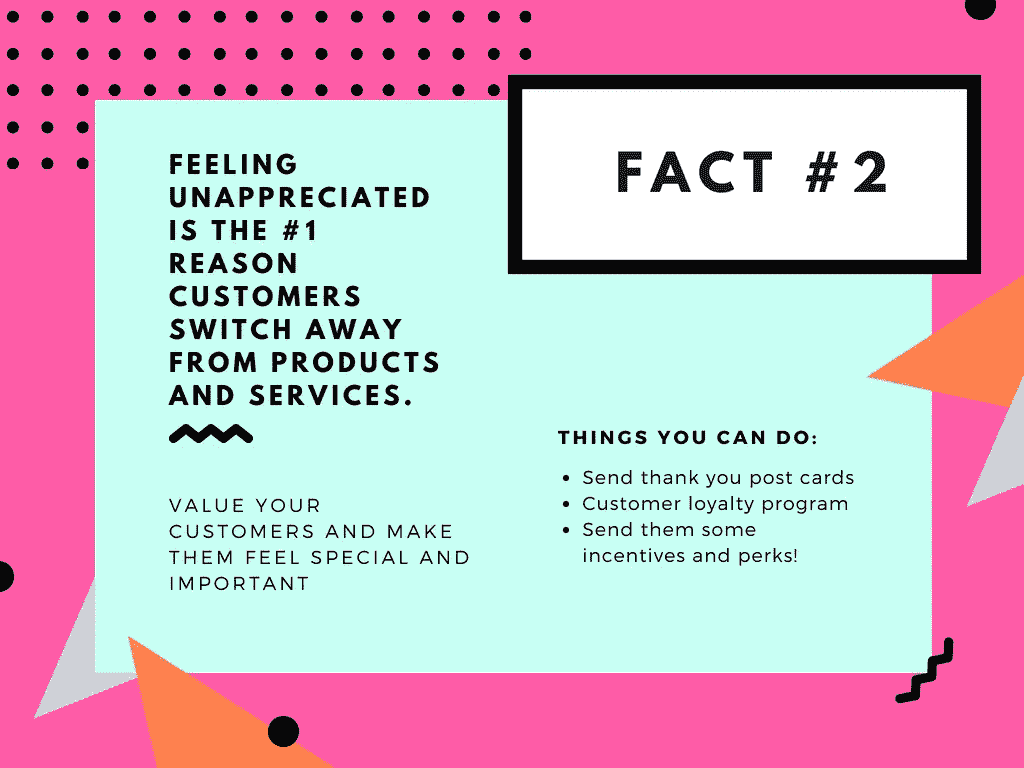 FACT #2
FEELING
UNAPPRECIATED
IS THE #1
REASON
CUSTOMERS
SWITCH AWAY
FROM PRODUCTS
AND SERVICES.
VALUE YOUR
CUSTOMERS AND MAKE
THEM FEEL SPECIAL AND
IMPORTANT
THINGS YOU CAN DO:
• Send thank you post cards
• Customer loyalty program
• Send them some
incentives and perks!